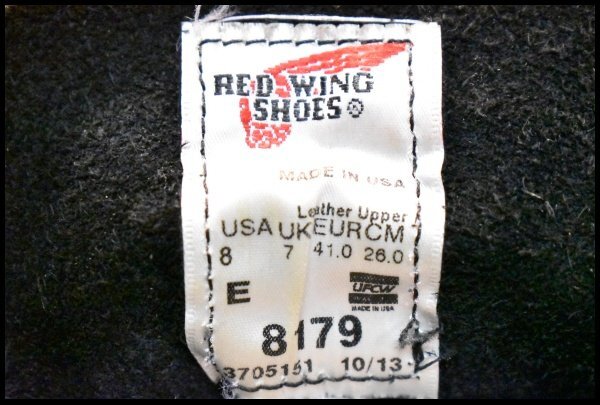 RED WING
SHOES®
MADE IN USA
Leather Upper
USA UK EUR CM
8 7 41.0 26.0
E
UFCW
MADE IN USA
8179
3705151 10/13